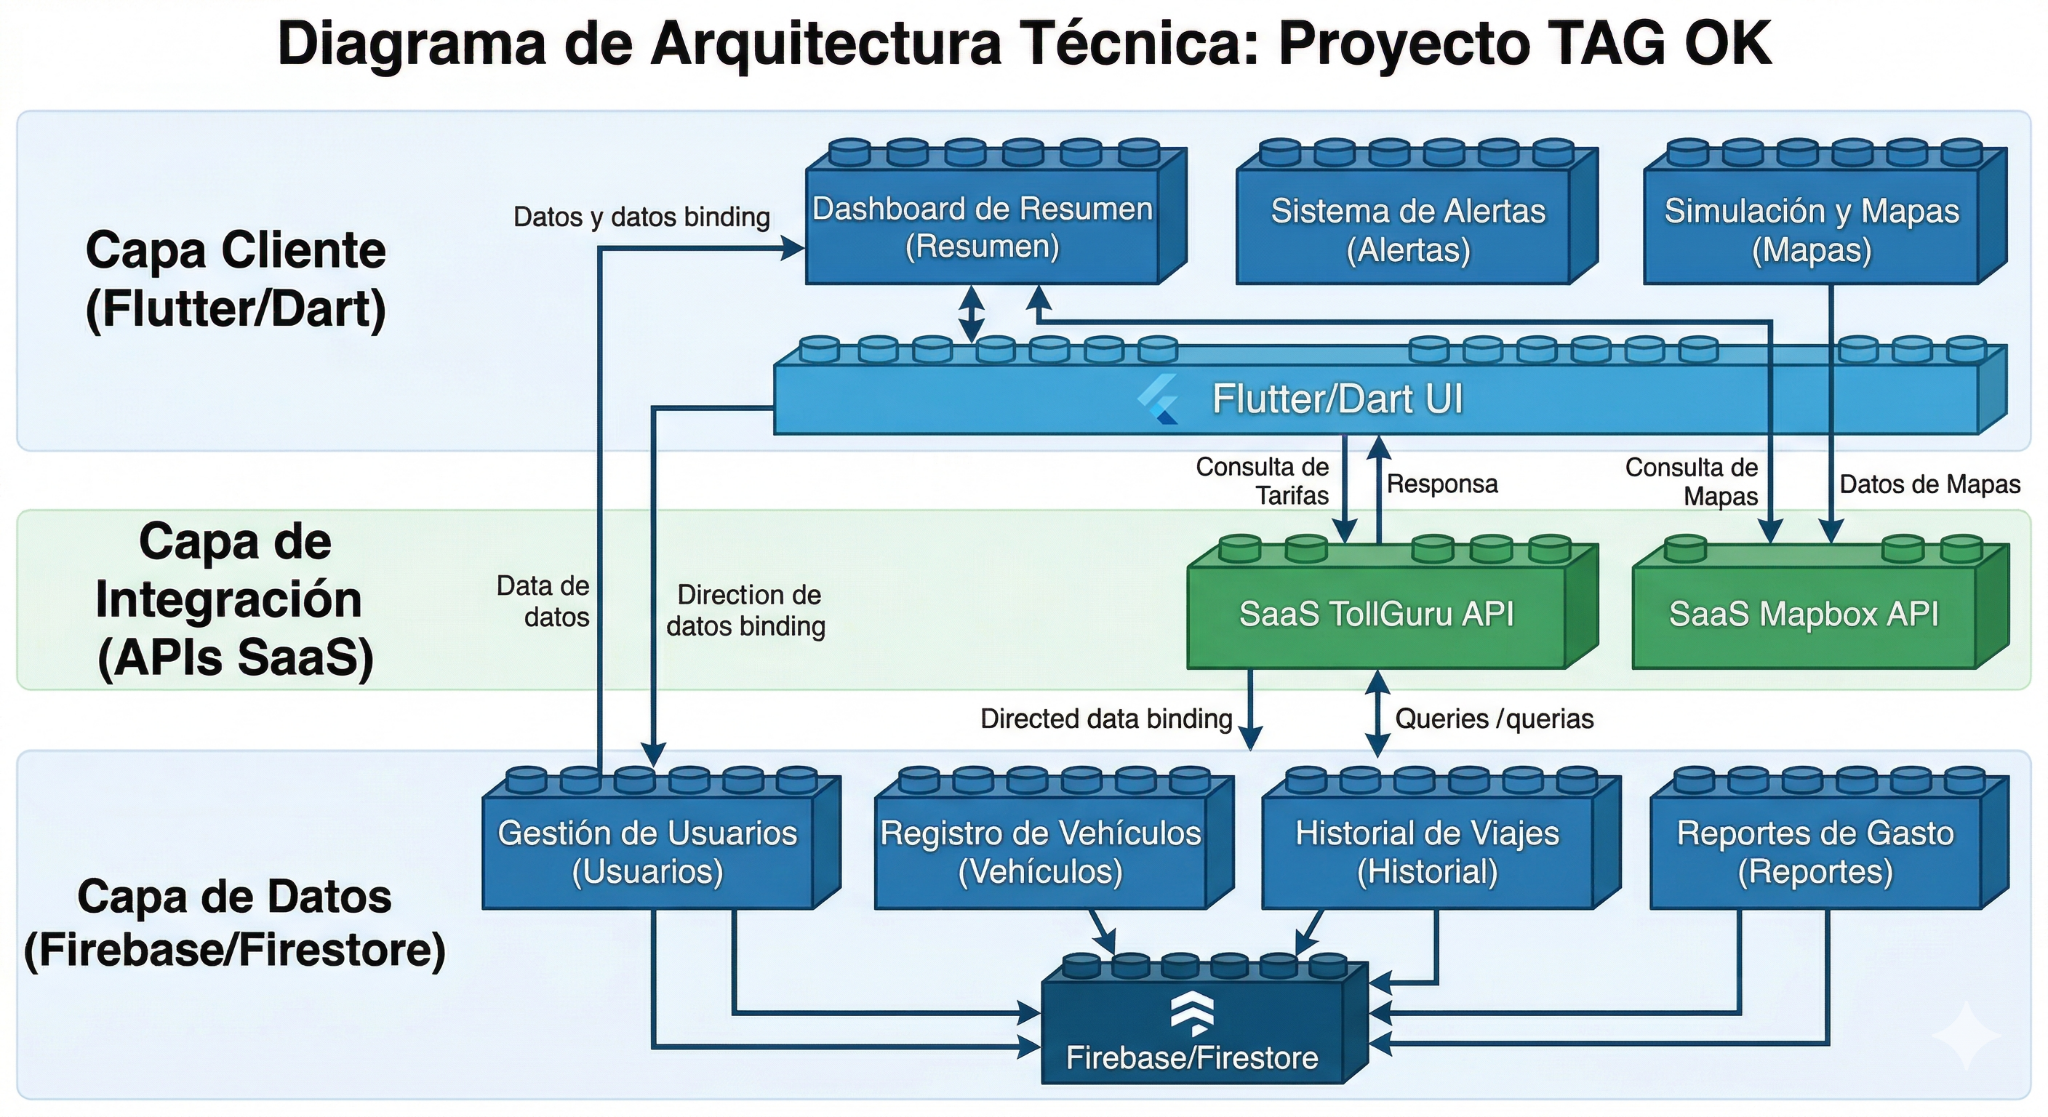 Diagrama de Arquitectura Técnica: Proyecto TAG OK
Capa Cliente
(Flutter/Dart)
Datos y datos binding
Dashboard de Resumen
(Resumen)
Sistema de Alertas
(Alertas)
Simulación y Mapas
(Mapas)
Flutter/Dart UI
Consulta de
Tarifas
Responsa
Consulta de
Mapas
Datos de Mapas
Capa de
Integración
(APIs SaaS)
Data de
datos
Direction de
datos binding
SaaS TollGuru API
SaaS Mapbox API
Directed data binding
Queries /querias
Capa de Datos
(Firebase/Firestore)
Gestión de Usuarios
(Usuarios)
Registro de Vehículos
(Vehículos)
Historial de Viajes
(Historial)
Reportes de Gasto
(Reportes)
Firebase/Firestore